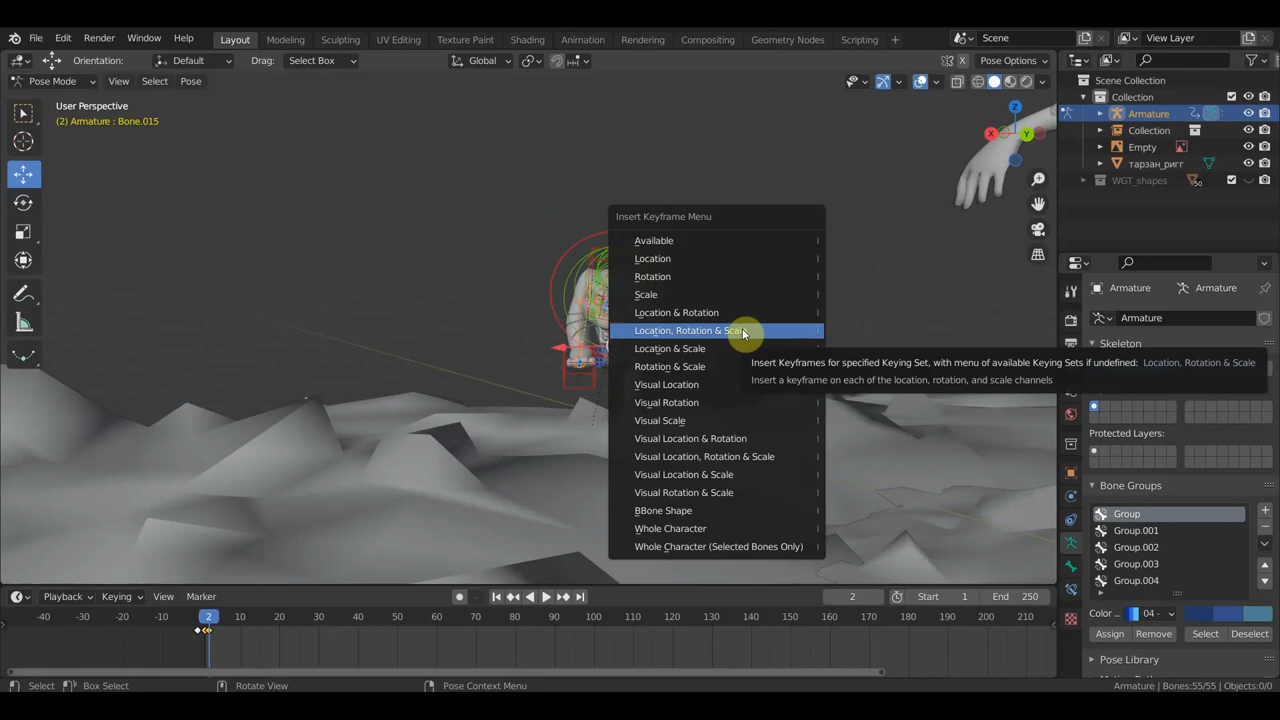 File Edit Render Window Help Layout Modeling Sculpting UV Editing Texture Paint Shading Animation Rendering Compositing Geometry Nodes Scripting + Scene View Layer
Orientation: Default Drag: Select Box Global X Pose Options
Pose Mode View Select Pose
User Perspective
(2) Armature : Bone.015
Z
X
Y
Scene Collection
Collection
Armature
Collection
Empty
тарзан_ригг
WGT_shapes 50
Armature Armature
Armature
Skeleton
Protected Layers:
Bone Groups
Group
Group.001
Group.002
Group.003
Group.004
Color ... 04 -
Assign Remove Select Deselect
Pose Library
Insert Keyframe Menu
Available I
Location I
Rotation I
Scale I
Location & Rotation I
Location, Rotation & Scale I
Location & Scale
Rotation & Scale
Visual Location I
Visual Rotation I
Visual Scale I
Visual Location & Rotation I
Visual Location, Rotation & Scale I
Visual Location & Scale I
Visual Rotation & Scale I
BBone Shape I
Whole Character I
Whole Character (Selected Bones Only) I
Insert Keyframes for specified Keying Set, with menu of available Keying Sets if undefined: Location, Rotation & Scale
Insert a keyframe on each of the location, rotation, and scale channels
Playback Keying View Marker 2 Start 1 End 250
-40 -30 -20 -10 2 10 20 30 40 50 60 70 80 90 100 110 120 130 140 150 160 170 180 190 200 210
Select Box Select Rotate View Pose Context Menu Armature | Bones:55/55 | Objects:0/0